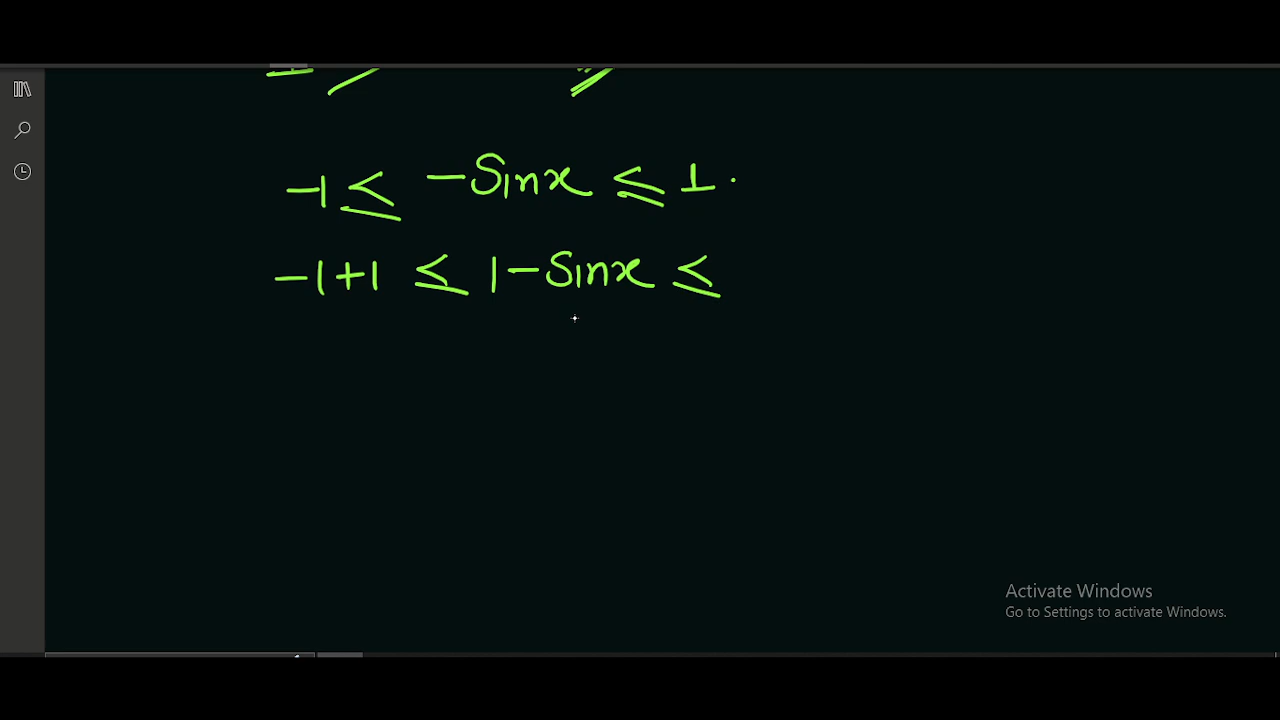 -1 ≤ -Sinx ≤ 1.
-1+1 ≤ 1-Sinx ≤
Activate Windows
Go to Settings to activate Windows.